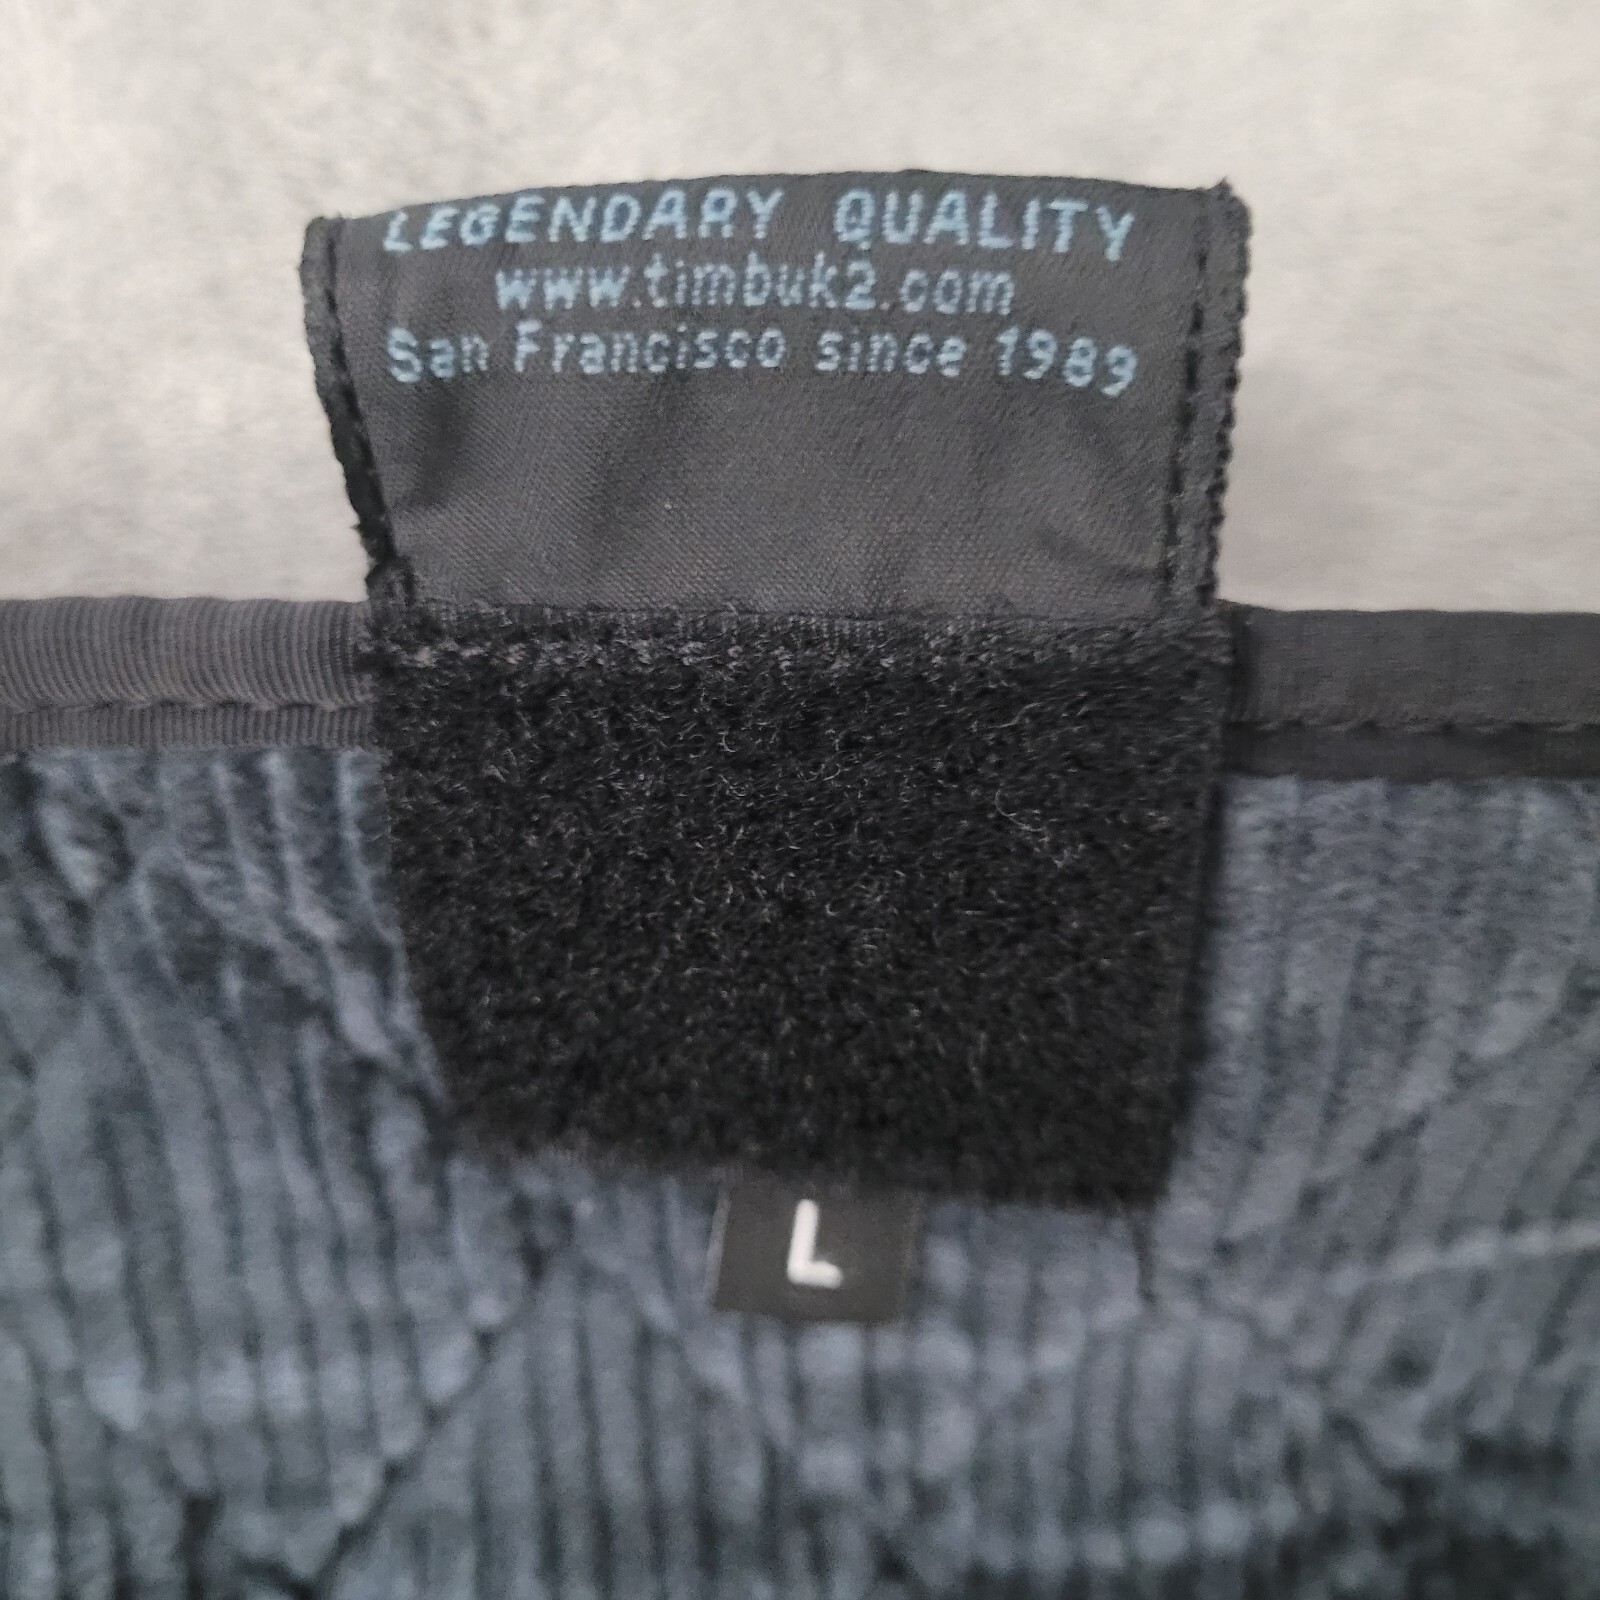 LEGENDARY QUALITY
www.timbuk2.com
San Francisco since 1989
L